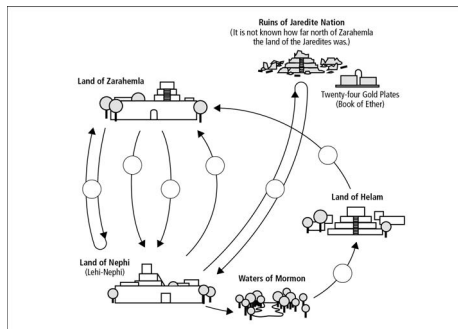 Ruins of Jaredite Nation
(It is not known how far north of Zarahemla
the land of the Jaredites was.)
Land of Zarahemla
Twenty-four Gold Plates
(Book of Ether)
Land of Helam
Land of Nephi
(Lehi-Nephi)
Waters of Mormon